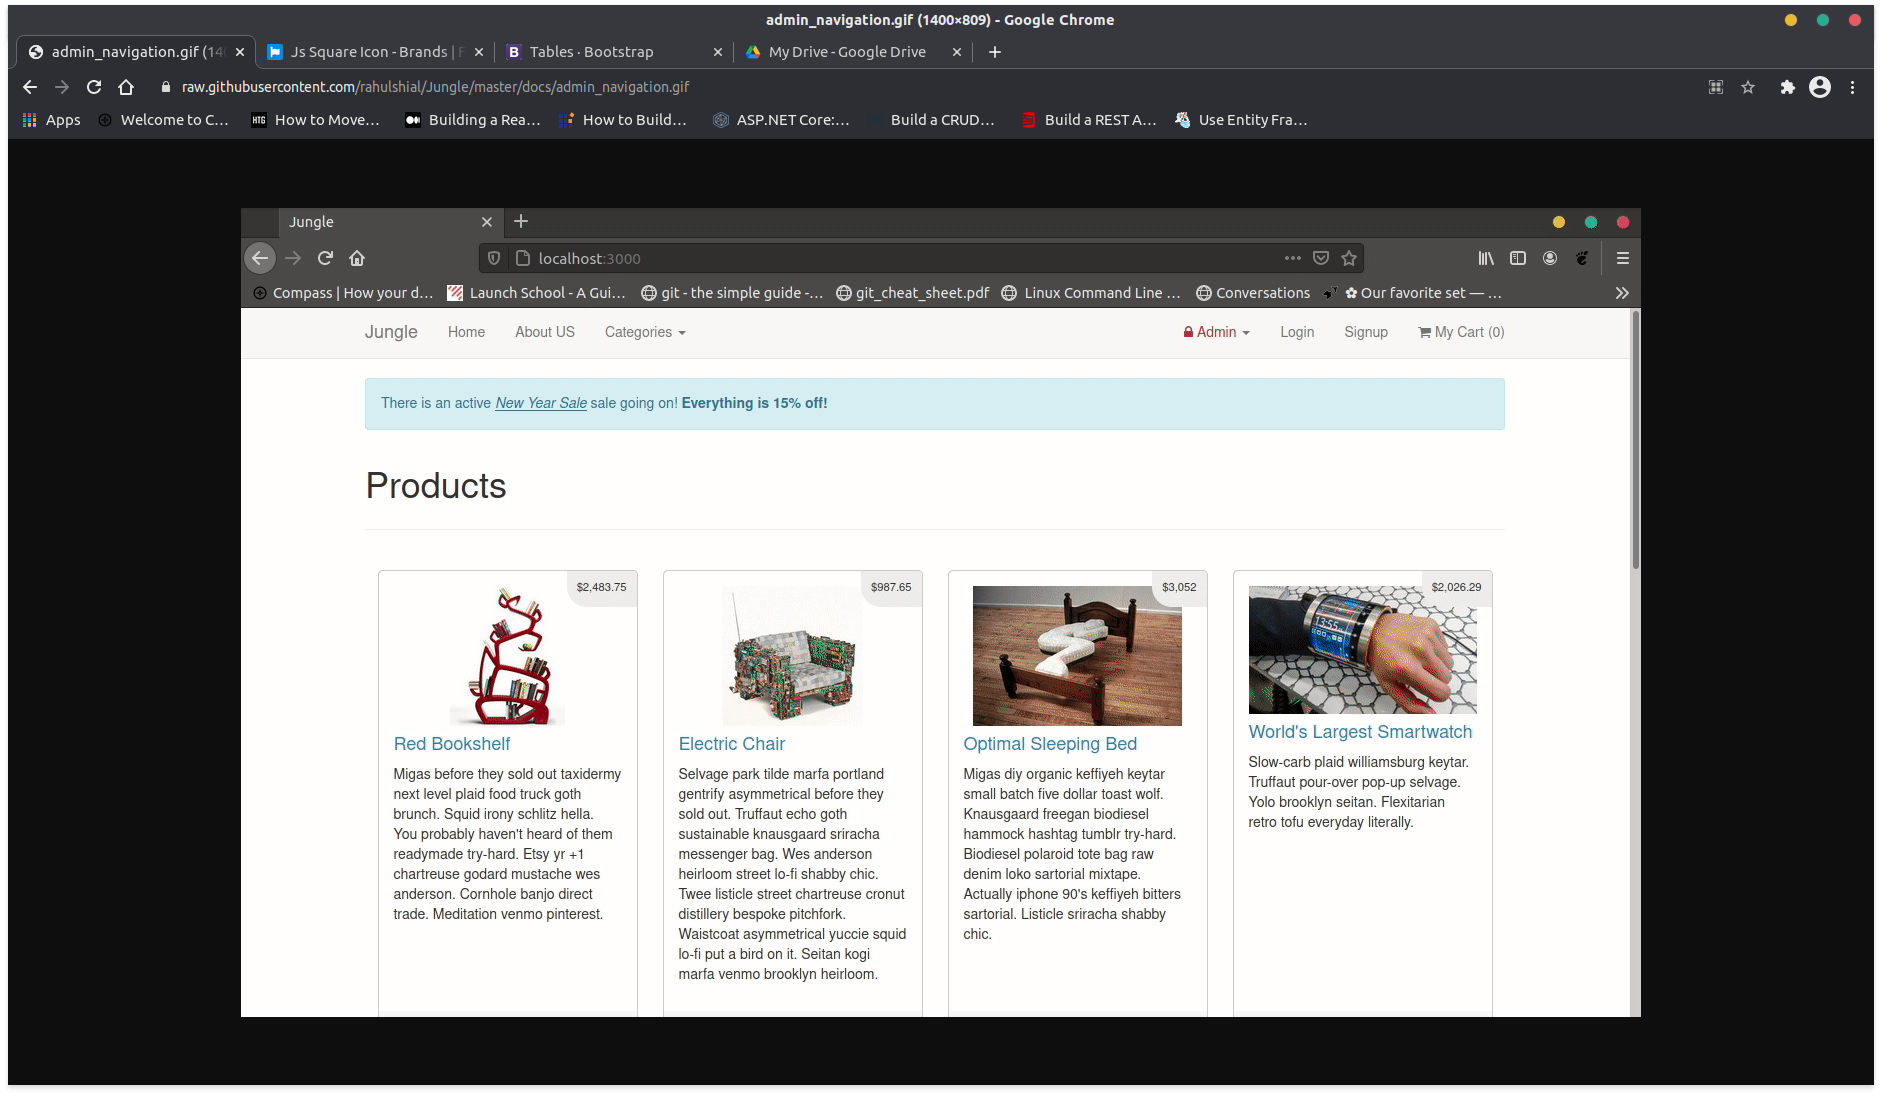 admin_navigation.gif (1400×809) - Google Chrome
admin_navigation.gif (140
Js Square Icon - Brands | F
Tables · Bootstrap
My Drive - Google Drive
raw.githubusercontent.com/rahulshial/Jungle/master/docs/admin_navigation.gif
Apps
Welcome to C…
HTG
How to Move…
Building a Rea…
How to Build…
ASP.NET Core:…
Build a CRUD…
Build a REST A…
Use Entity Fra…
Jungle
localhost:3000
Compass | How your d…
Launch School - A Gui…
git - the simple guide -…
git_cheat_sheet.pdf
Linux Command Line …
Conversations
✿ Our favorite set — …
Jungle
Home
About US
Categories
Admin
Login
Signup
My Cart (0)
There is an active New Year Sale sale going on! Everything is 15% off!
Products
$2,483.75
Red Bookshelf
Migas before they sold out taxidermy
next level plaid food truck goth
brunch. Squid irony schlitz hella.
You probably haven't heard of them
readymade try-hard. Etsy yr +1
chartreuse godard mustache wes
anderson. Cornhole banjo direct
trade. Meditation venmo pinterest.
$987.65
Electric Chair
Selvage park tilde marfa portland
gentrify asymmetrical before they
sold out. Truffaut echo goth
sustainable knausgaard sriracha
messenger bag. Wes anderson
heirloom street lo-fi shabby chic.
Twee listicle street chartreuse cronut
distillery bespoke pitchfork.
Waistcoat asymmetrical yuccie squid
lo-fi put a bird on it. Seitan kogi
marfa venmo brooklyn heirloom.
$3,052
Optimal Sleeping Bed
Migas diy organic keffiyeh keytar
small batch five dollar toast wolf.
Knausgaard freegan biodiesel
hammock hashtag tumblr try-hard.
Biodiesel polaroid tote bag raw
denim loko sartorial mixtape.
Actually iphone 90's keffiyeh bitters
sartorial. Listicle sriracha shabby
chic.
$2,026.29
13:55
World's Largest Smartwatch
Slow-carb plaid williamsburg keytar.
Truffaut pour-over pop-up selvage.
Yolo brooklyn seitan. Flexitarian
retro tofu everyday literally.